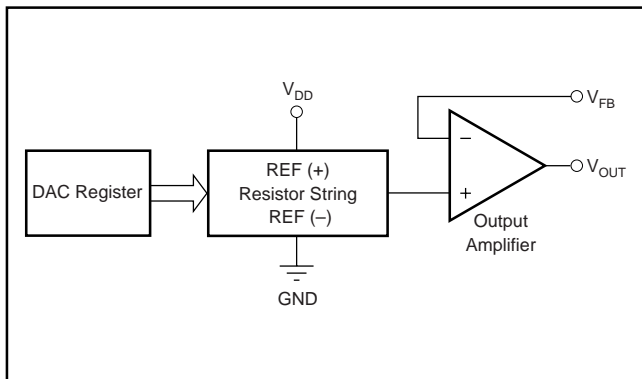 V_DD
V_FB
DAC Register
REF (+)
Resistor String
REF (–)
–
+
V_OUT
Output
Amplifier
GND